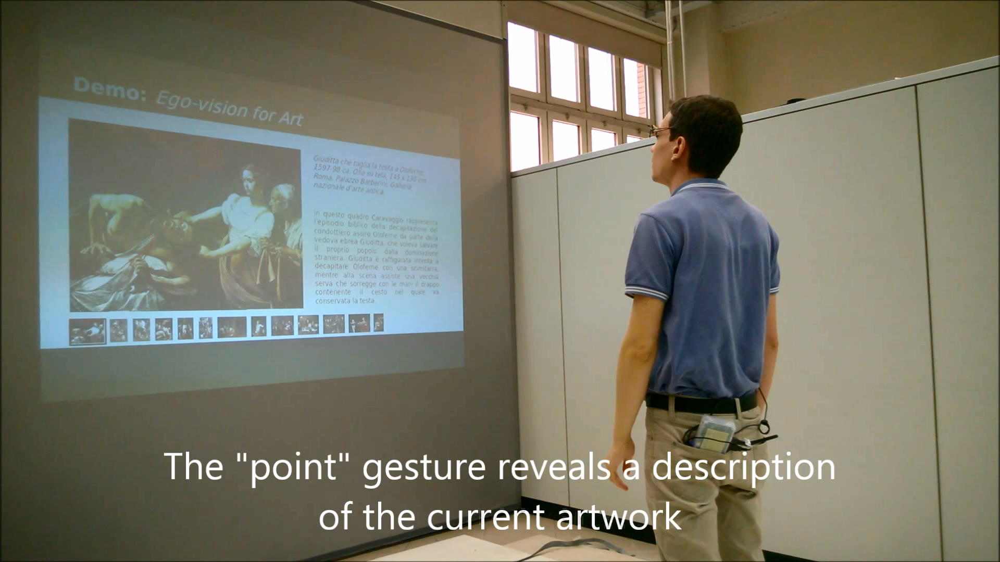 Demo: Ego-vision for Art
Giuditta che taglia la testa a Oloferne,
1597-98 ca. Olio su tela, 145 x 195 cm
Roma, Palazzo Barberini, Galleria
nazionale d'arte antica.
In questo quadro Caravaggio rappresenta
l'episodio biblico della decapitazione del
condottiero assiro Oloferne da parte della
vedova ebrea Giuditta, che voleva salvare
il proprio popolo dalla dominazione
straniera. Giuditta è raffigurata intenta a
decapitare Oloferne con una scimitarra,
mentre alla scena assiste una vecchia
serva che sorregge con le mani il drappo
contenente il cesto nel quale va
conservata la testa.
The "point" gesture reveals a description
of the current artwork